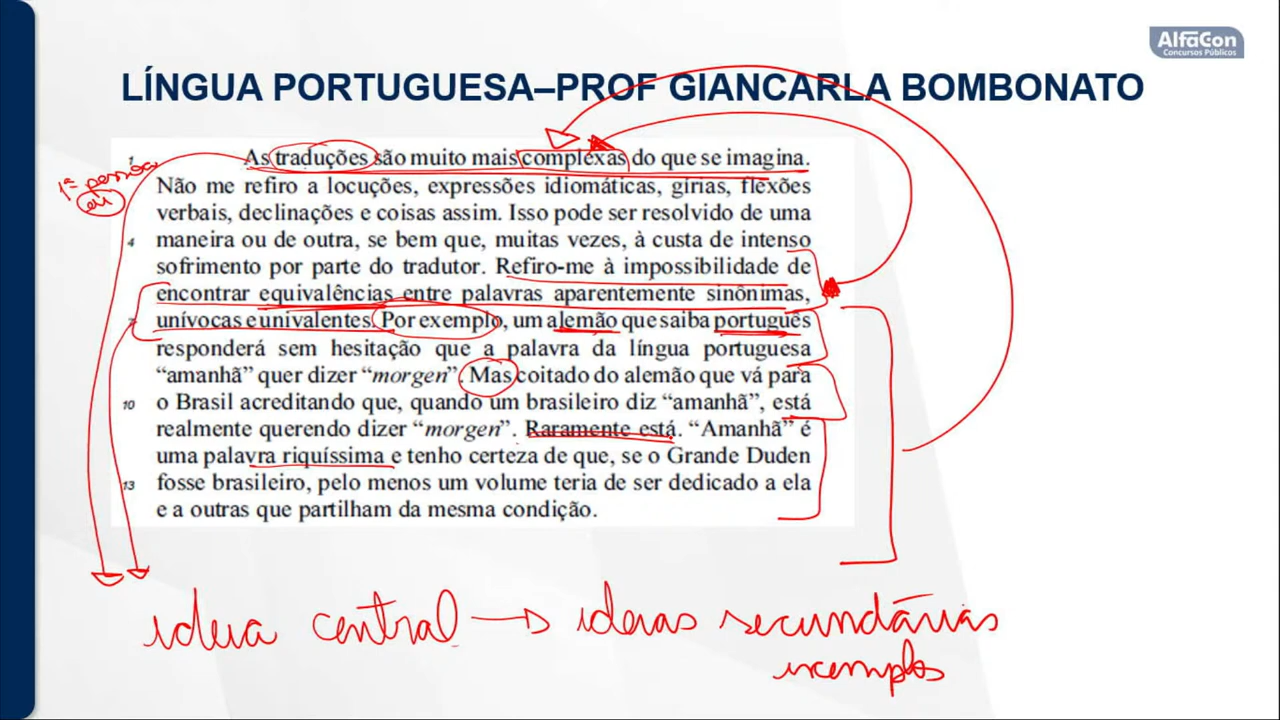 AlfaCon
Concursos Públicos
LÍNGUA PORTUGUESA–PROF GIANCARLA BOMBONATO
1ª pessoa
eu
1 As traduções são muito mais complexas do que se imagina.
Não me refiro a locuções, expressões idiomáticas, gírias, flexões
verbais, declinações e coisas assim. Isso pode ser resolvido de uma
4 maneira ou de outra, se bem que, muitas vezes, à custa de intenso
sofrimento por parte do tradutor. Refiro-me à impossibilidade de
encontrar equivalências entre palavras aparentemente sinônimas,
7 unívocas e univalentes. Por exemplo, um alemão que saiba português
responderá sem hesitação que a palavra da língua portuguesa
“amanhã” quer dizer “morgen”. Mas coitado do alemão que vá para
10 o Brasil acreditando que, quando um brasileiro diz “amanhã”, está
realmente querendo dizer “morgen”. Raramente está. “Amanhã” é
uma palavra riquíssima e tenho certeza de que, se o Grande Duden
13 fosse brasileiro, pelo menos um volume teria de ser dedicado a ela
e a outras que partilham da mesma condição.
ideia central → ideias secundárias
exemplos